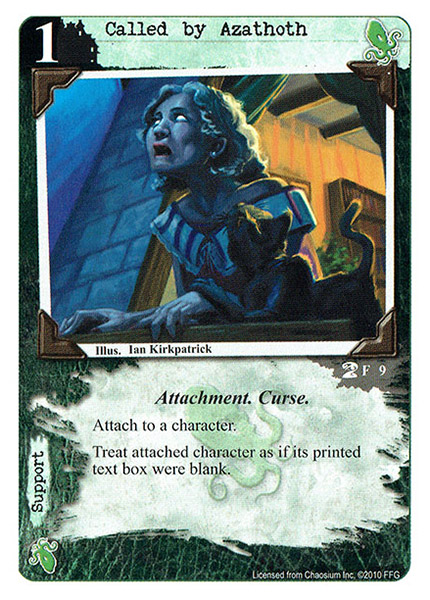 1
Called by Azathoth
Illus. Ian Kirkpatrick
F 9
Attachment. Curse.
Attach to a character.
Treat attached character as if its printed
text box were blank.
Support
Licensed from Chaosium Inc. ©2010 FFG